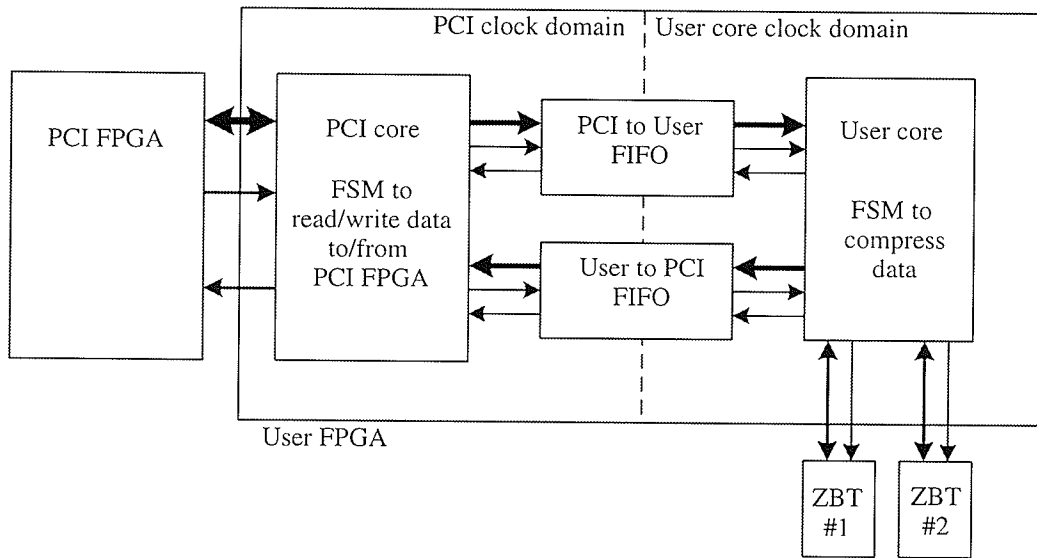 PCI clock domain
User core clock domain
PCI FPGA
PCI core
FSM to
read/write data
to/from
PCI FPGA
PCI to User
FIFO
User to PCI
FIFO
User core
FSM to
compress
data
User FPGA
ZBT
#1
ZBT
#2